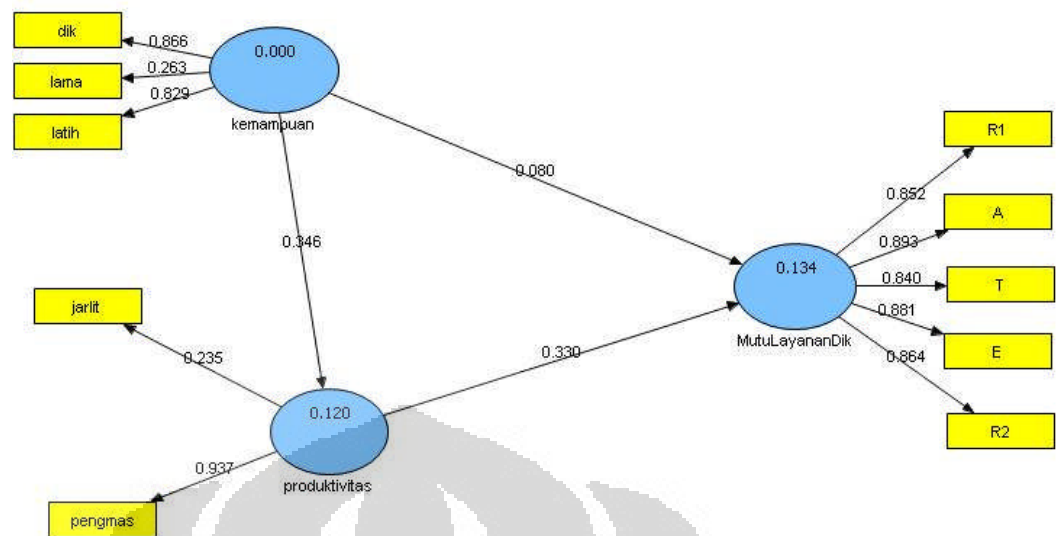 dik
lama
latih
0.866
0.263
0.829
0.000
kemampuan
0.080
0.346
R1
A
T
E
R2
0.852
0.893
0.840
0.881
0.864
0.134
MutuLayananDik
jarlit
0.235
0.330
0.120
produktivitas
0.937
pengmas